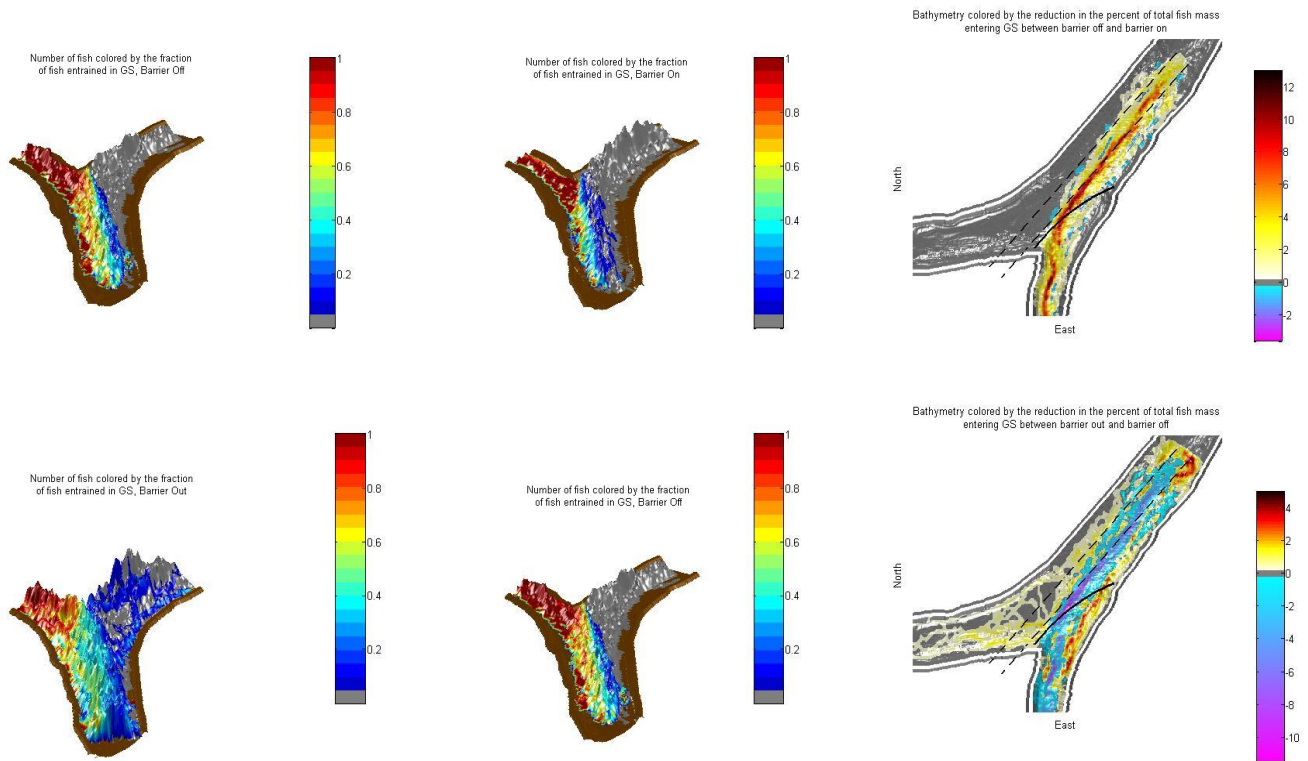 Number of fish colored by the fraction
of fish entrained in GS, Barrier Off
1
0.8
0.6
0.4
0.2
Number of fish colored by the fraction
of fish entrained in GS, Barrier On
1
0.8
0.6
0.4
0.2
Bathymetry colored by the reduction in the percent of total fish mass
entering GS between barrier off and barrier on
North
East
12
10
8
6
4
2
0
-2
Number of fish colored by the fraction
of fish entrained in GS, Barrier Out
1
0.8
0.6
0.4
0.2
Number of fish colored by the fraction
of fish entrained in GS, Barrier Off
1
0.8
0.6
0.4
0.2
Bathymetry colored by the reduction in the percent of total fish mass
entering GS between barrier out and barrier off
North
East
4
2
0
-2
-4
-6
-8
-10